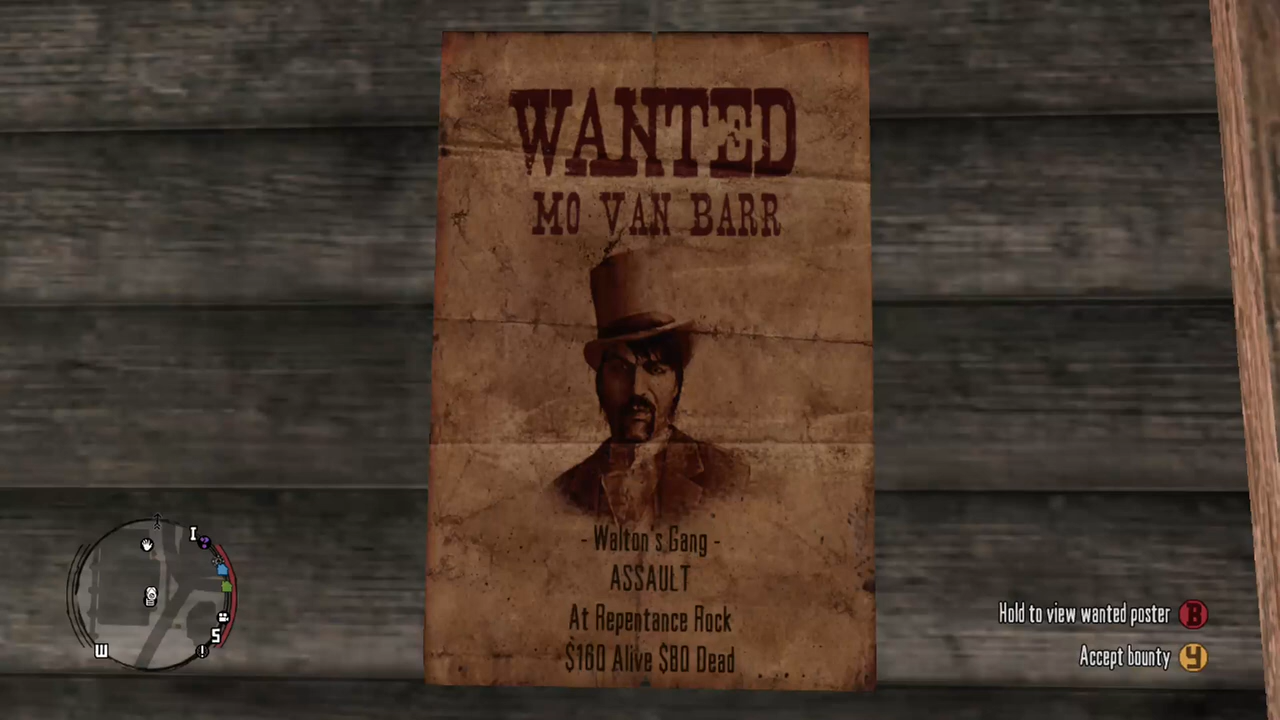 WANTED
MO VAN BARR
- Walton's Gang -
ASSAULT
At Repentance Rock
$160 Alive $80 Dead
Hold to view wanted poster B
Accept bounty Y
I
?
W
S
!